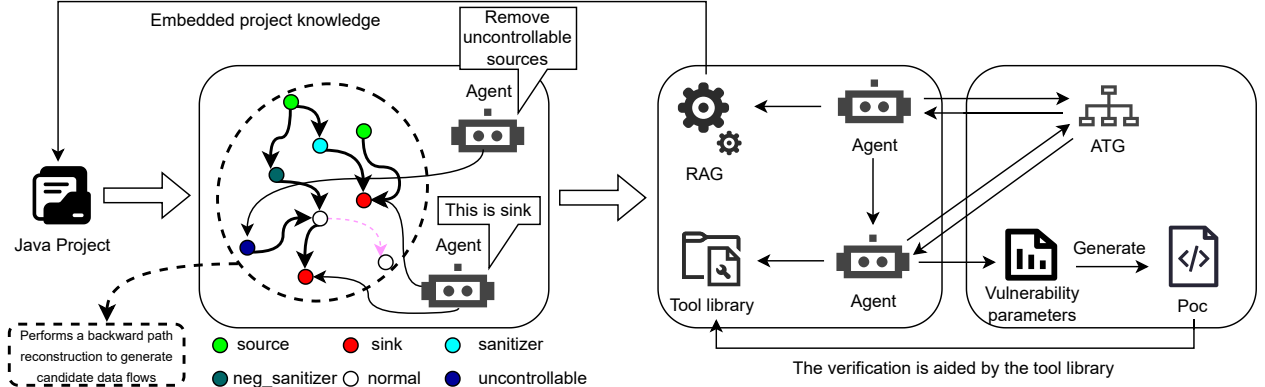 Embedded project knowledge
Remove
uncontrollable
sources
Agent
This is sink
Agent
Java Project
Performs a backward path
reconstruction to generate
candidate data flows
source
sink
sanitizer
neg_sanitizer
normal
uncontrollable
RAG
Agent
ATG
Tool library
Agent
Vulnerability
parameters
Generate
Poc
The verification is aided by the tool library